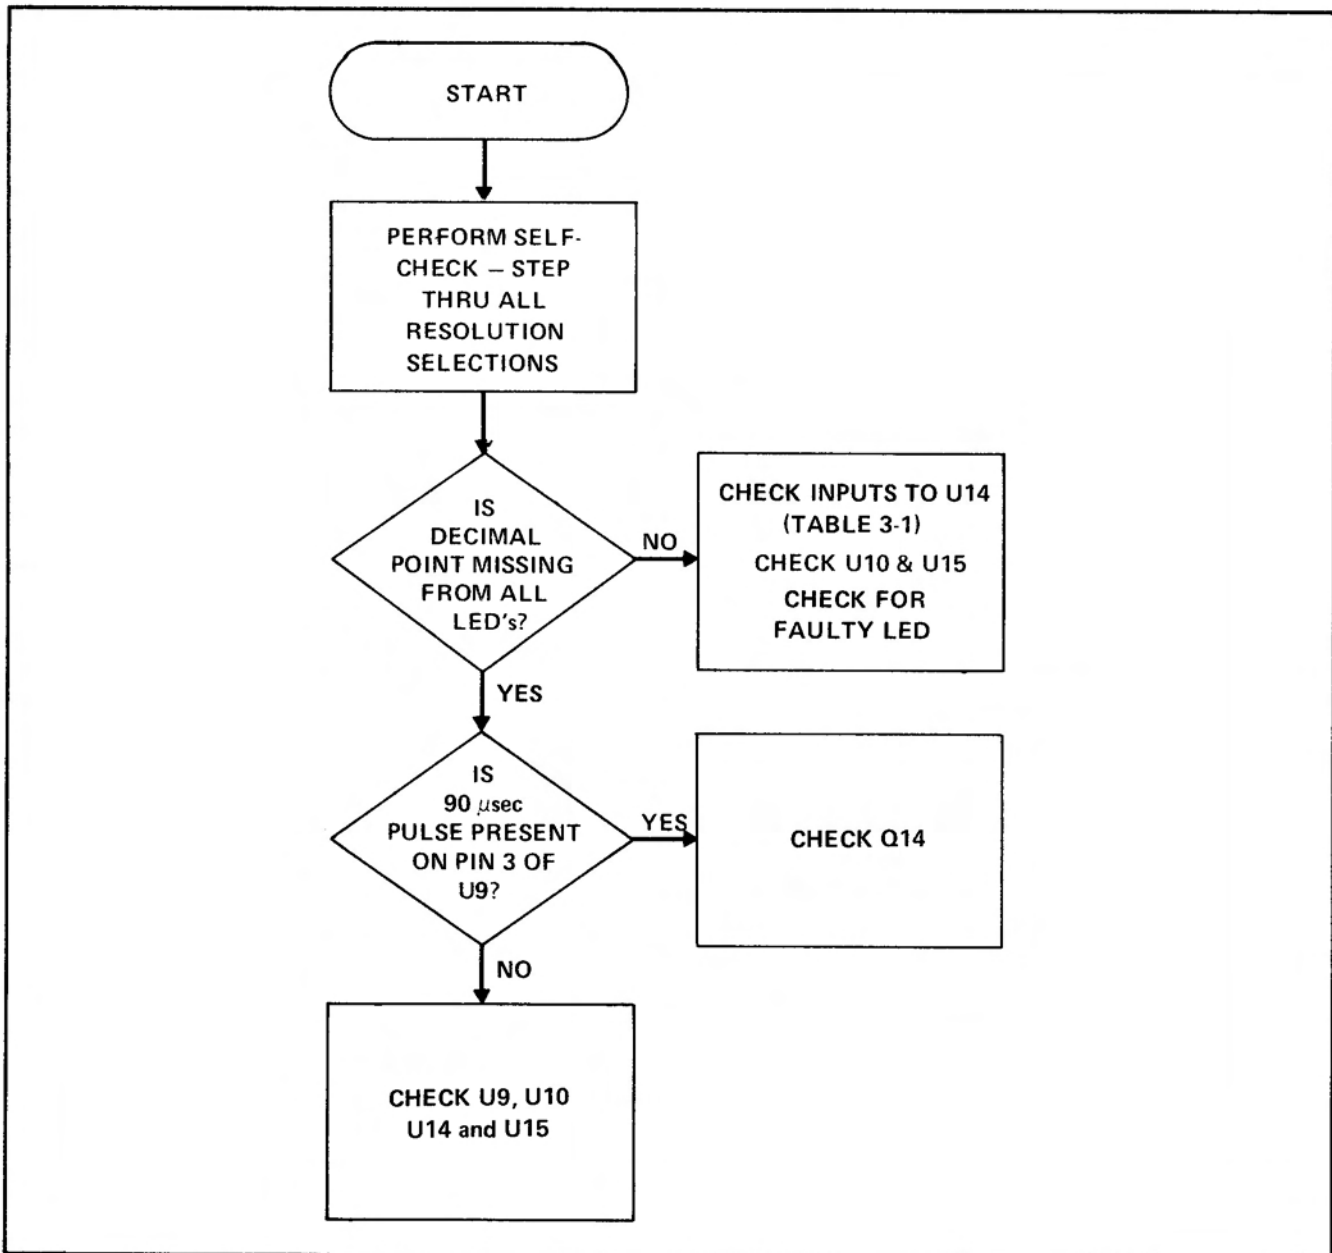 START
PERFORM SELF-
CHECK – STEP
THRU ALL
RESOLUTION
SELECTIONS
IS
DECIMAL
POINT MISSING
FROM ALL
LED's?
NO
CHECK INPUTS TO U14
(TABLE 3-1)
CHECK U10 & U15
CHECK FOR
FAULTY LED
YES
IS
90 μsec
PULSE PRESENT
ON PIN 3 OF
U9?
YES
CHECK Q14
NO
CHECK U9, U10
U14 and U15